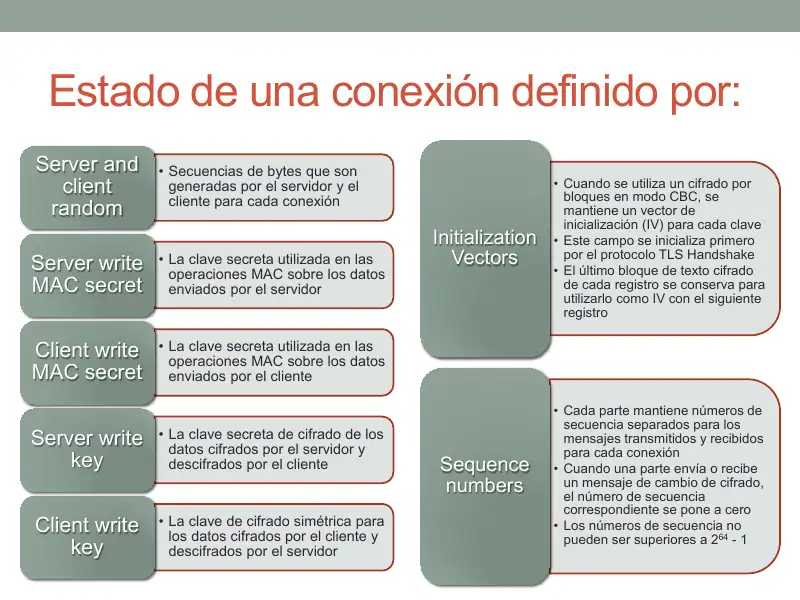 Estado de una conexión definido por:
Server and
client
random
• Secuencias de bytes que son
generadas por el servidor y el
cliente para cada conexión
Server write
MAC secret
• La clave secreta utilizada en las
operaciones MAC sobre los datos
enviados por el servidor
Client write
MAC secret
• La clave secreta utilizada en las
operaciones MAC sobre los datos
enviados por el cliente
Server write
key
• La clave secreta de cifrado de los
datos cifrados por el servidor y
descifrados por el cliente
Client write
key
• La clave de cifrado simétrica para
los datos cifrados por el cliente y
descifrados por el servidor
Initialization
Vectors
• Cuando se utiliza un cifrado por
bloques en modo CBC, se
mantiene un vector de
inicialización (IV) para cada clave
• Este campo se inicializa primero
por el protocolo TLS Handshake
• El último bloque de texto cifrado
de cada registro se conserva para
utilizarlo como IV con el siguiente
registro
Sequence
numbers
• Cada parte mantiene números de
secuencia separados para los
mensajes transmitidos y recibidos
para cada conexión
• Cuando una parte envía o recibe
un mensaje de cambio de cifrado,
el número de secuencia
correspondiente se pone a cero
• Los números de secuencia no
pueden ser superiores a 2⁶⁴ - 1